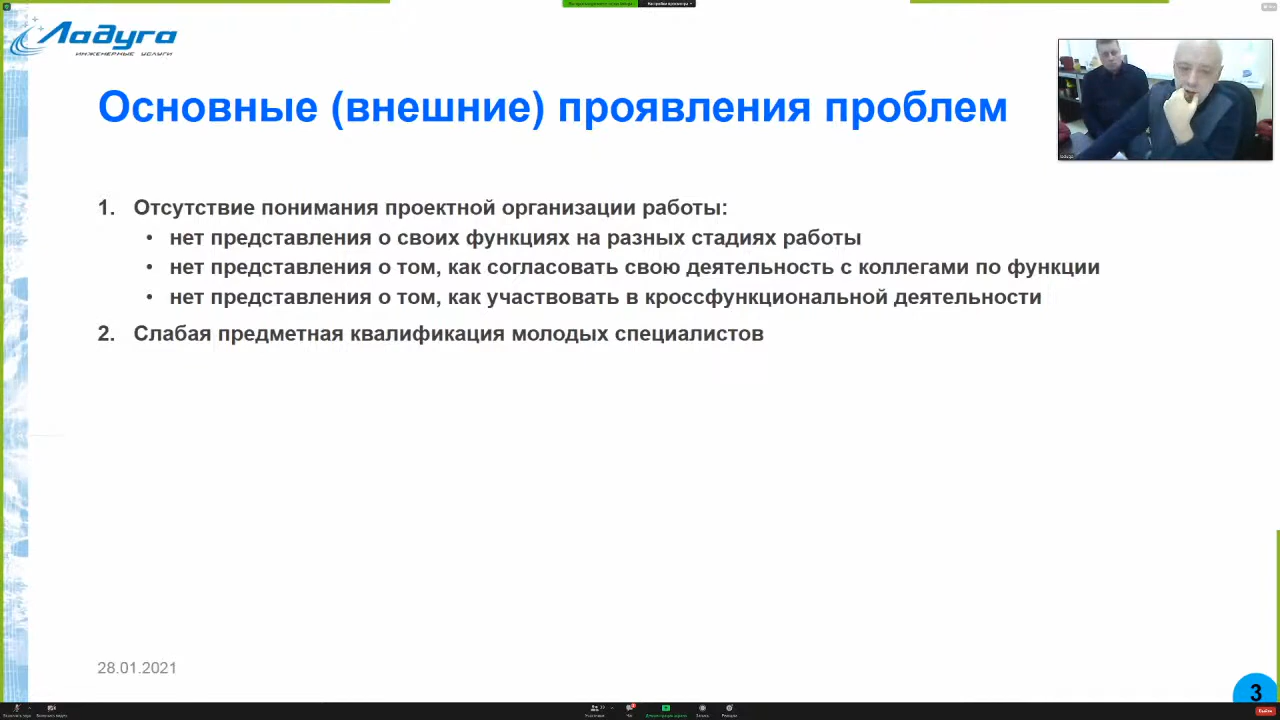 Ладуга
ИНЖЕНЕРНЫЕ УСЛУГИ
Основные (внешние) проявления проблем
1. Отсутствие понимания проектной организации работы:
• нет представления о своих функциях на разных стадиях работы
• нет представления о том, как согласовать свою деятельность с коллегами по функции
• нет представления о том, как участвовать в кроссфункциональной деятельности
2. Слабая предметная квалификация молодых специалистов
28.01.2021
3